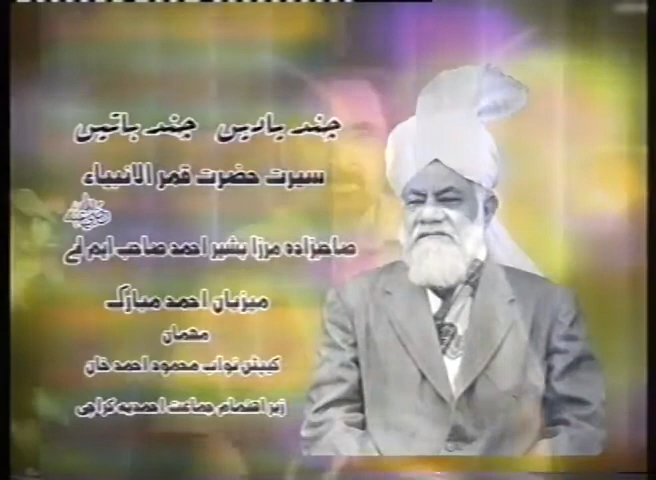 چند یادیں چند باتیں
سیرت حضرت قمر الانبیاء
صاحبزادہ مرزا بشیر احمد صاحب ایم اے
میزبان احمد مبارک
مہمان
کیپٹن نواب محمود احمد خان
زیر اہتمام جماعت احمدیہ کراچی